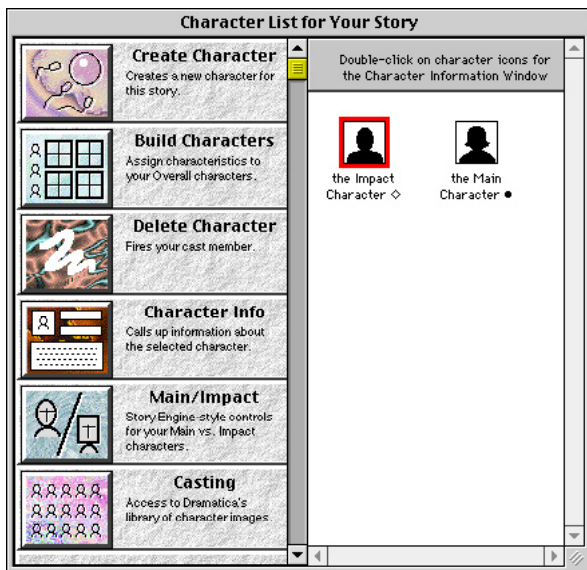 Character List for Your Story
Create Character
Creates a new character for
this story.
Build Characters
Assign characteristics to
your Overall characters.
Delete Character
Fires your cast member.
Character Info
Calls up information about
the selected character.
Main/Impact
Story Engine-style controls
for your Main vs. Impact
characters.
Casting
Access to Dramatica's
library of character images.
Double-click on character icons for
the Character Information Window
the Impact
Character ◇
the Main
Character ●